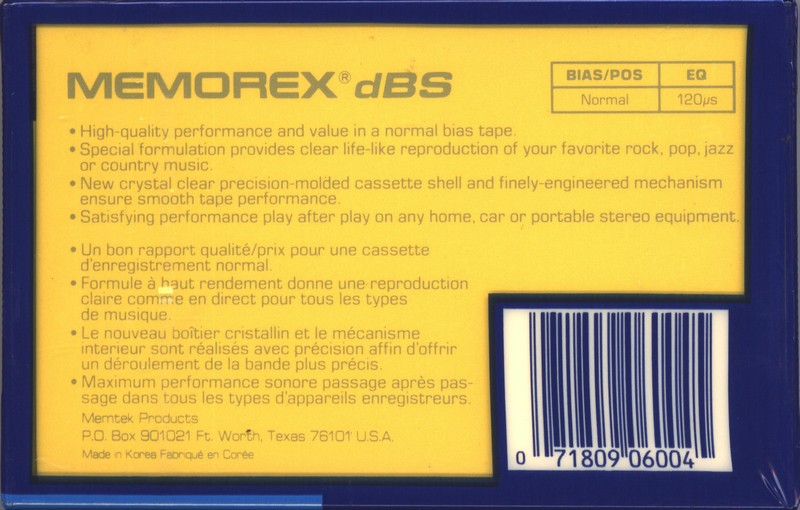 MEMOREX® dBS
BIAS/POS EQ
Normal 120µs
• High-quality performance and value in a normal bias tape.
• Special formulation provides clear life-like reproduction of your favorite rock, pop, jazz
or country music.
• New crystal clear precision-molded cassette shell and finely-engineered mechanism
ensure smooth tape performance.
• Satisfying performance play after play on any home, car or portable stereo equipment.
• Un bon rapport qualité/prix pour une cassette
d'enregistrement normal.
• Formule à haut rendement donne une reproduction
claire comme en direct pour tous les types
de musique.
• Le nouveau boîtier cristallin et le mécanisme
interieur sont réalisés avec précision affin d'offrir
un déroulement de la bande plus précis.
• Maximum performance sonore passage après pas-
sage dans tous les types d'appareils enregistreurs.
Memtek Products
P.O. Box 901021 Ft. Worth, Texas 76101 U.S.A.
Made in Korea Fabriqué en Corée
0 71809 06004